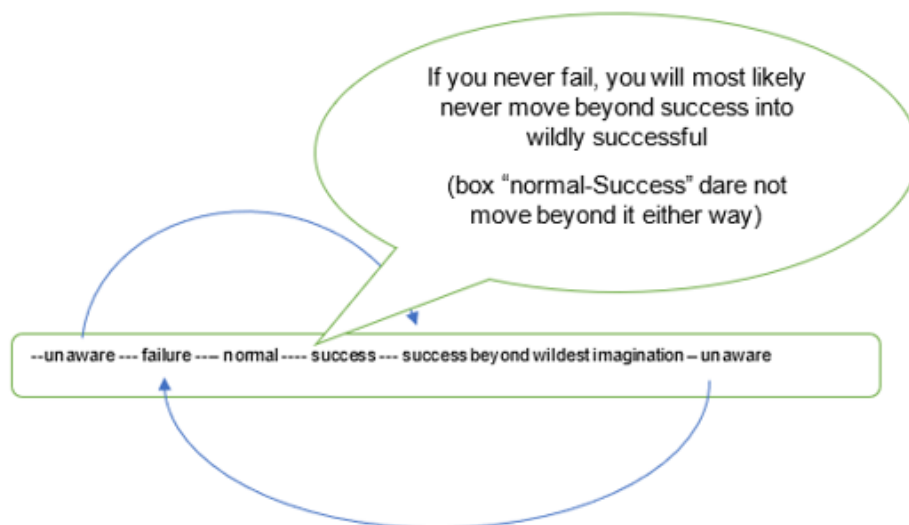 If you never fail, you will most likely
never move beyond success into
wildly successful
(box “normal-Success” dare not
move beyond it either way)
--unaware --- failure ---- normal ---- success --- success beyond wildest imagination -- unaware